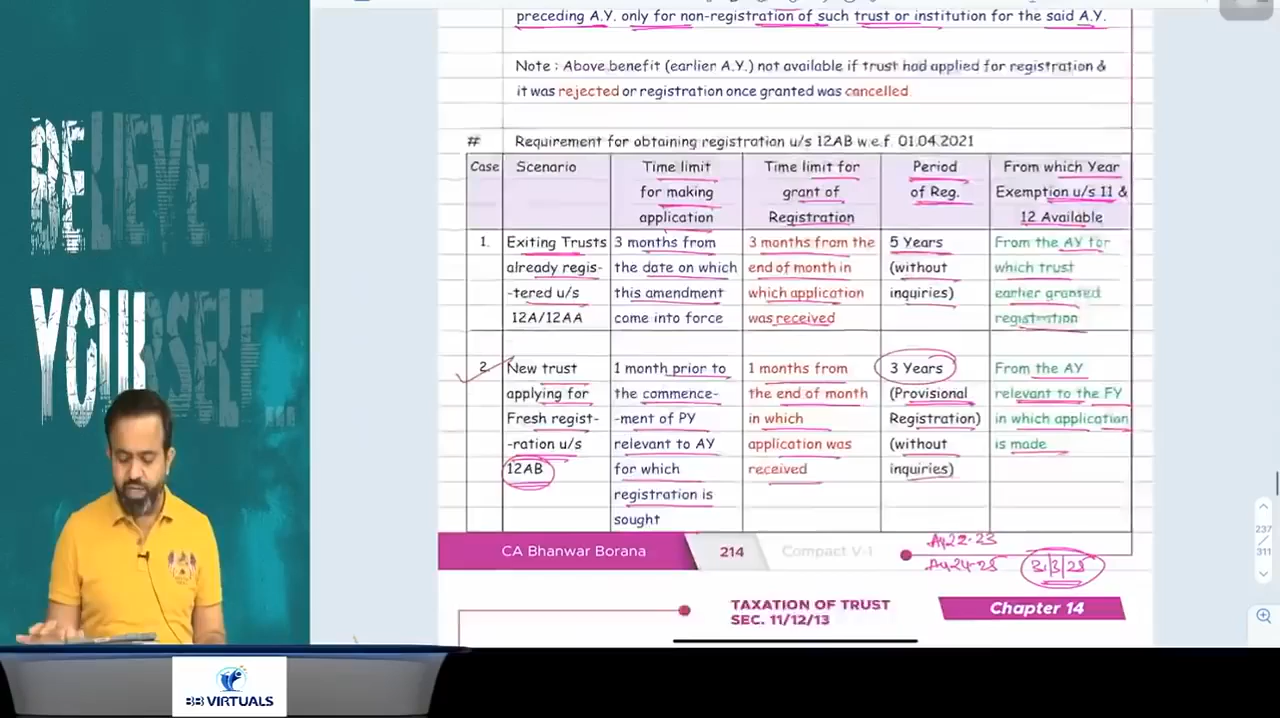 preceding A.Y. only for non-registration of such trust or institution for the said A.Y.
Note : Above benefit (earlier A.Y.) not available if trust had applied for registration &
it was rejected or registration once granted was cancelled.
# Requirement for obtaining registration u/s 12AB w.e.f. 01.04.2021
Case Scenario Time limit for making application Time limit for grant of Registration Period of Reg. From which Year Exemption u/s 11 & 12 Available
1. Exiting Trusts already regis- -tered u/s 12A/12AA 3 months from the date on which this amendment come into force 3 months from the end of month in which application was received 5 Years (without inquiries) From the AY for which trust earlier granted registration
2. New trust applying for Fresh regist- -ration u/s 12AB 1 month prior to the commence- -ment of PY relevant to AY for which registration is sought 1 months from the end of month in which application was received 3 Years (Provisional Registration) (without inquiries) From the AY relevant to the FY in which application is made
CA Bhanwar Borana 214 Compact V-1
AY 22-23
AY 24-25 31/3/25
TAXATION OF TRUST
SEC. 11/12/13
Chapter 14
237
311
BELIEVE IN
YOURSELF...
BB VIRTUALS